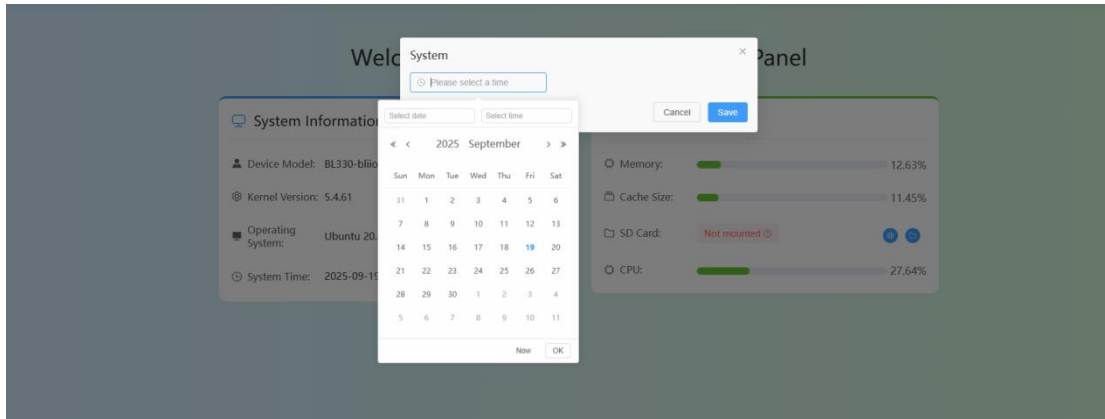 Welc
Panel
System
×
Please select a time
Cancel
Save
Select date
Select time
« < 2025 September > »
Sun Mon Tue Wed Thu Fri Sat
31 1 2 3 4 5 6
7 8 9 10 11 12 13
14 15 16 17 18 19 20
21 22 23 24 25 26 27
28 29 30 1 2 3 4
5 6 7 8 9 10 11
Now OK
System Information
Device Model: BL330-bliio
Kernel Version: 5.4.61
Operating System: Ubuntu 20.
System Time: 2025-09-19
Memory: 12.63%
Cache Size: 11.45%
SD Card: Not mounted
CPU: 27.64%